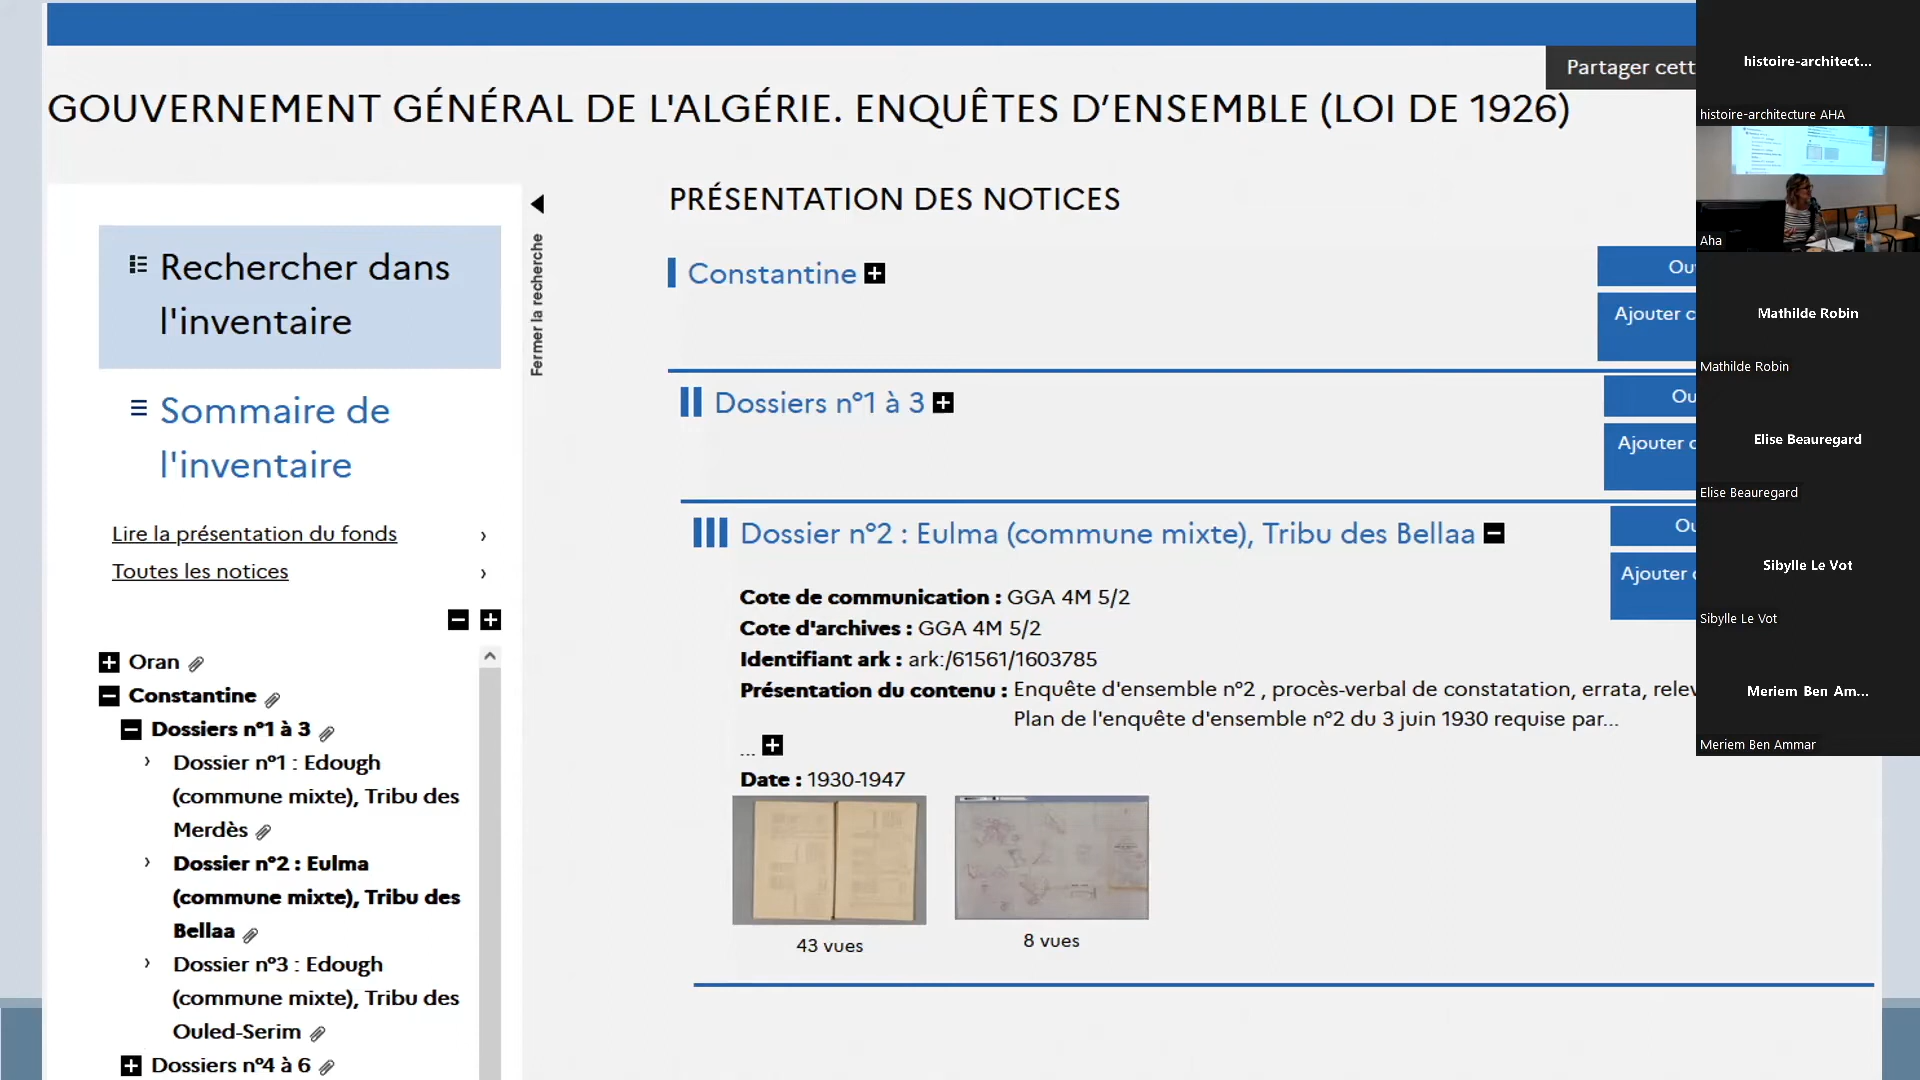 Partager cett
GOUVERNEMENT GÉNÉRAL DE L'ALGÉRIE. ENQUÊTES D’ENSEMBLE (LOI DE 1926)
Rechercher dans
l'inventaire
Sommaire de
l'inventaire
Lire la présentation du fonds
Toutes les notices
Oran
Constantine
Dossiers n°1 à 3
Dossier n°1 : Edough
(commune mixte), Tribu des
Merdès
Dossier n°2 : Eulma
(commune mixte), Tribu des
Bellaa
Dossier n°3 : Edough
(commune mixte), Tribu des
Ouled-Serim
Dossiers n°4 à 6
Fermer la recherche
PRÉSENTATION DES NOTICES
Constantine
Ou
Ajouter c
Dossiers n°1 à 3
Ou
Ajouter c
Dossier n°2 : Eulma (commune mixte), Tribu des Bellaa
Ou
Ajouter c
Cote de communication : GGA 4M 5/2
Cote d'archives : GGA 4M 5/2
Identifiant ark : ark:/61561/1603785
Présentation du contenu : Enquête d'ensemble n°2 , procès-verbal de constatation, errata, relev
Plan de l'enquête d'ensemble n°2 du 3 juin 1930 requise par...
...
Date : 1930-1947
43 vues
8 vues
histoire-architect...
histoire-architecture AHA
Aha
Mathilde Robin
Mathilde Robin
Elise Beauregard
Elise Beauregard
Sibylle Le Vot
Sibylle Le Vot
Meriem Ben Am...
Meriem Ben Ammar